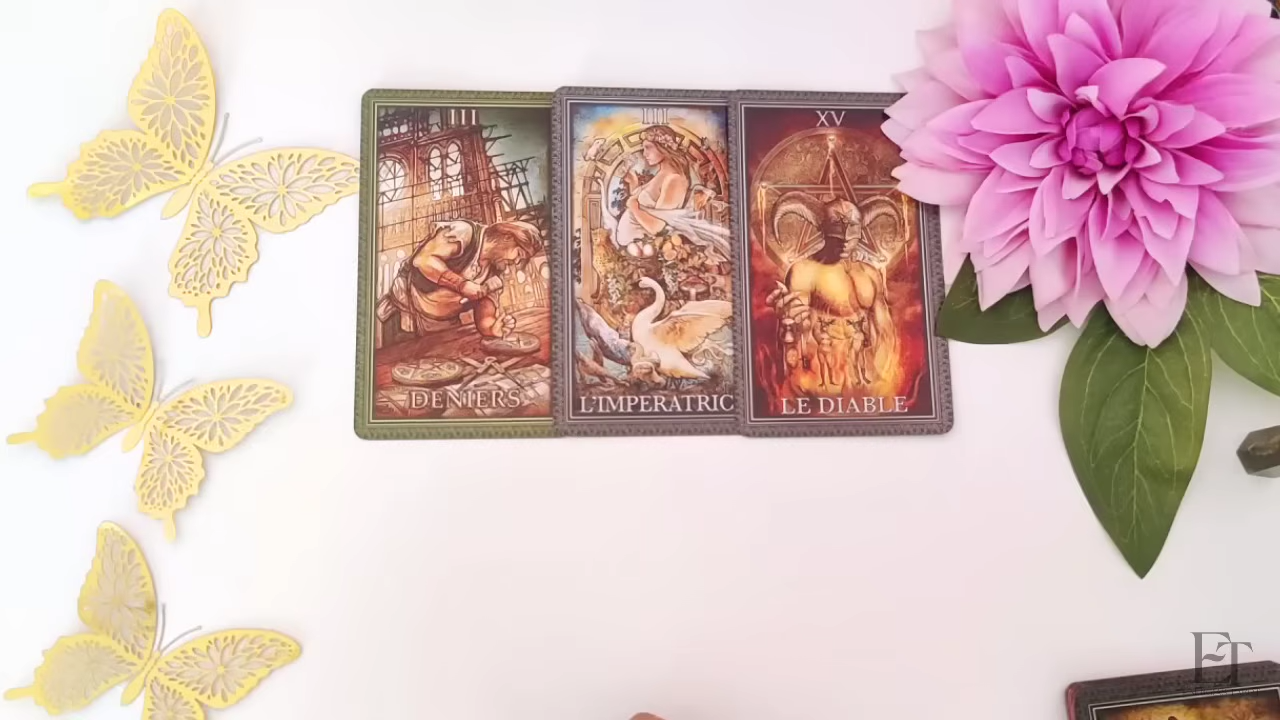 III
DENIERS
III
L'IMPERATRIC
XV
LE DIABLE
ET